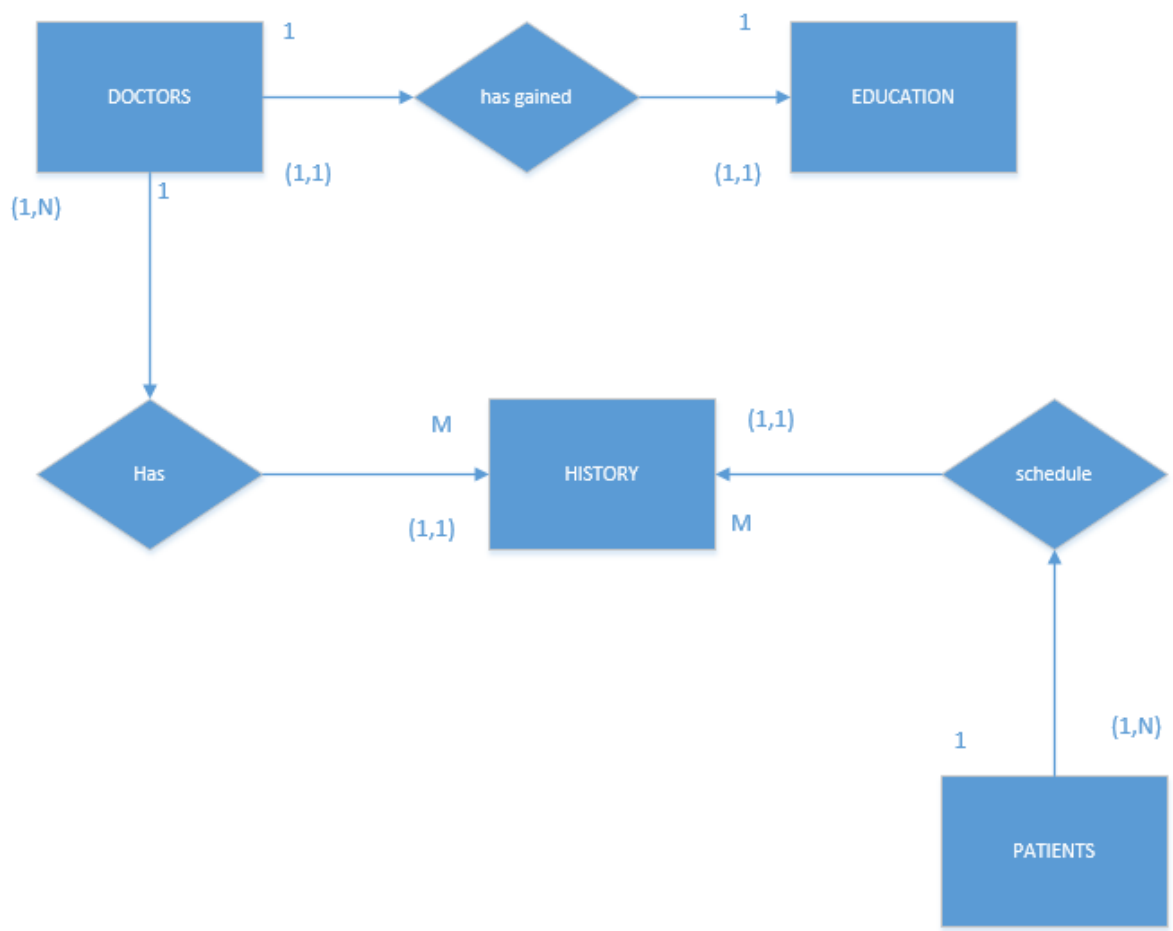 1
1
DOCTORS
has gained
EDUCATION
(1,1)
(1,1)
(1,N)
1
M
(1,1)
Has
HISTORY
schedule
(1,1)
M
1
(1,N)
PATIENTS